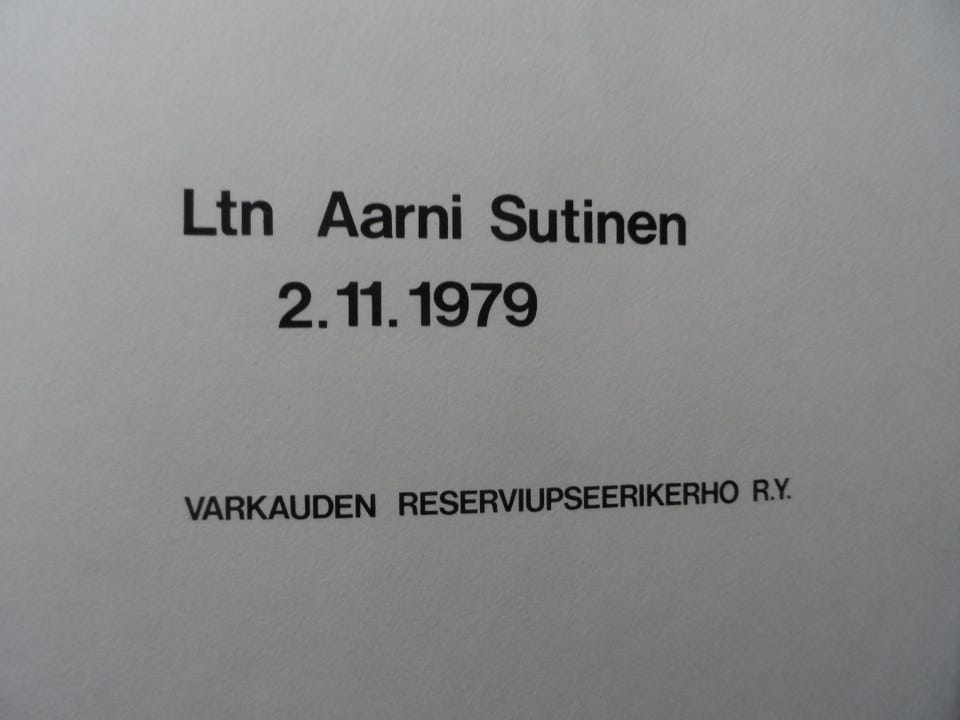 Ltn Aarni Sutinen
2.11.1979
VARKAUDEN RESERVIUPSEERIKERHO R.Y.